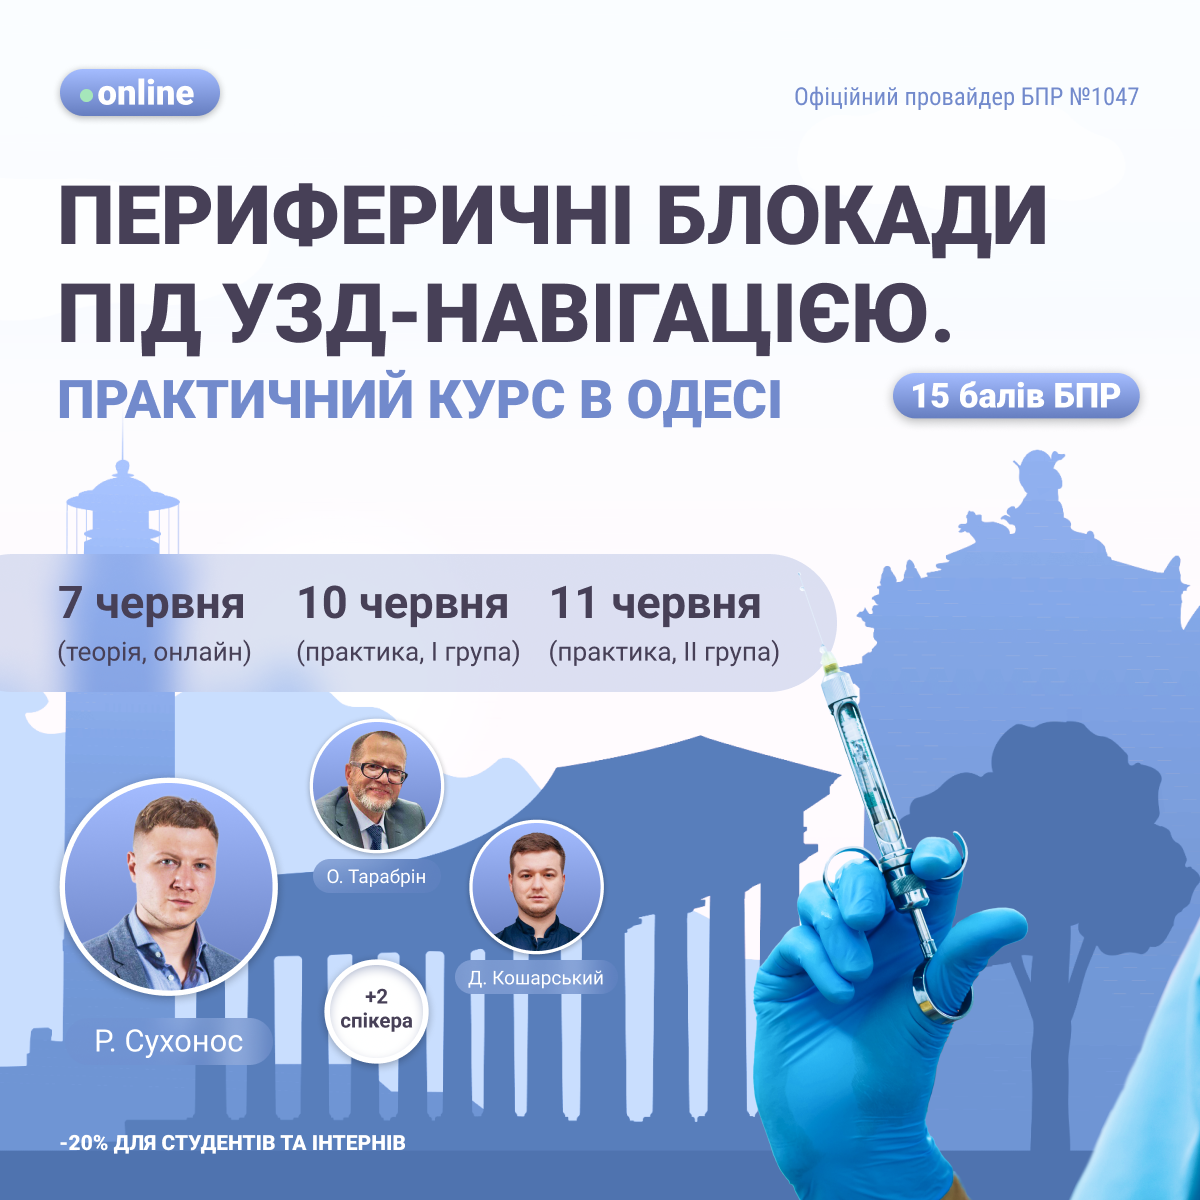 online
Офіційний провайдер БПР №1047
ПЕРИФЕРИЧНІ БЛОКАДИ
ПІД УЗД-НАВІГАЦІЄЮ.
ПРАКТИЧНИЙ КУРС В ОДЕСІ
15 балів БПР
7 червня
(теорія, онлайн)
10 червня
(практика, І група)
11 червня
(практика, ІІ група)
О. Тарабрін
Д. Кошарський
+2
спікера
Р. Сухонос
-20% ДЛЯ СТУДЕНТІВ ТА ІНТЕРНІВ